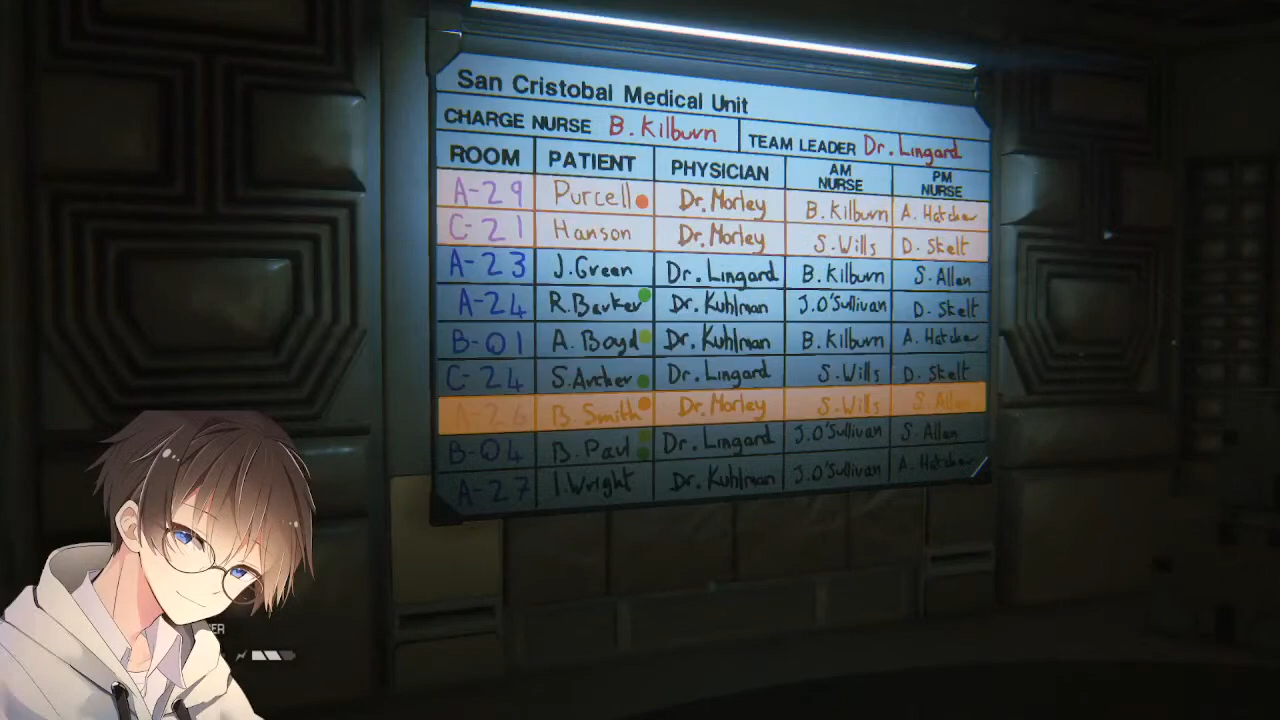 San Cristobal Medical Unit
CHARGE NURSE B. Kilburn TEAM LEADER Dr. Lingard
ROOM PATIENT PHYSICIAN AM NURSE PM NURSE
A-29 Purcell Dr. Morley B. Kilburn A. Hatcher
C-21 Hanson Dr. Morley S. Wills D. Skelt
A-23 J. Green Dr. Lingard B. Kilburn S. Allen
A-24 R. Barker Dr. Kuhlman J. O'Sullivan D. Skelt
B-01 A. Boyd Dr. Kuhlman B. Kilburn A. Hatcher
C-24 S. Archer Dr. Lingard S. Wills D. Skelt
A-26 B. Smith Dr. Morley S. Wills S. Allen
B-04 B. Paul Dr. Lingard J. O'Sullivan S. Allen
A-27 I. Wright Dr. Kuhlman J. O'Sullivan A. Hatcher